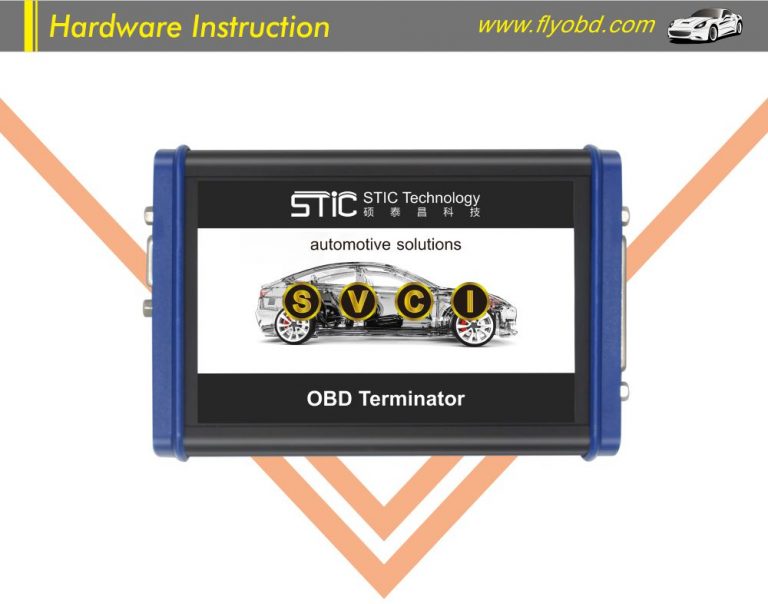 Hardware Instruction
www.flyobd.com
STIC STIC Technology
硕泰昌科技
automotive solutions
S V C I
OBD Terminator